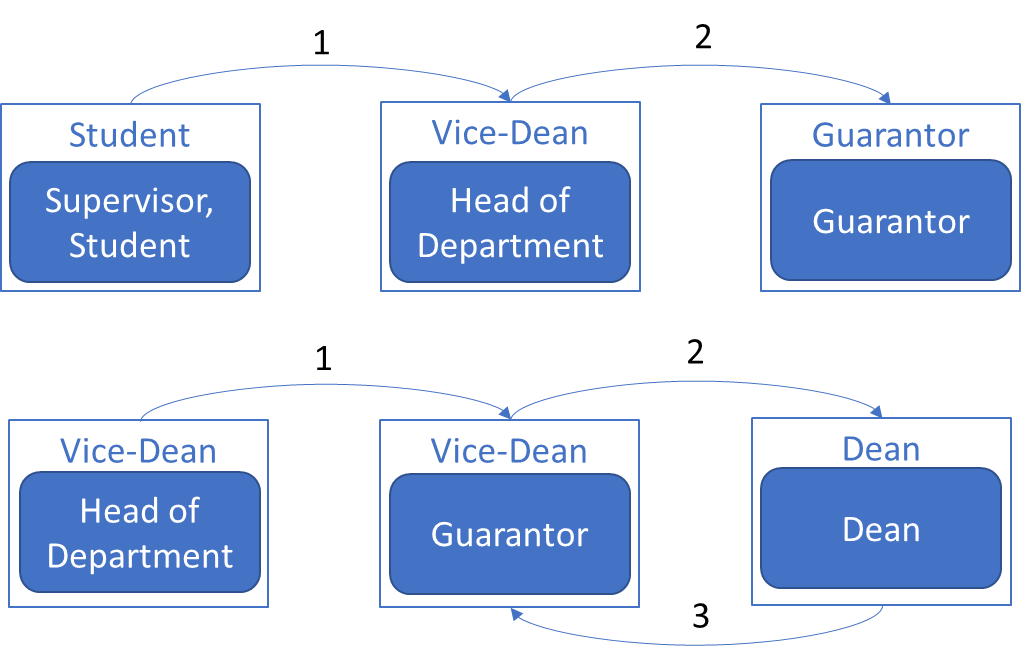 1
2
Student
Vice-Dean
Guarantor
Supervisor,
Student
Head of
Department
Guarantor
1
2
Vice-Dean
Vice-Dean
Dean
Head of
Department
Guarantor
Dean
3